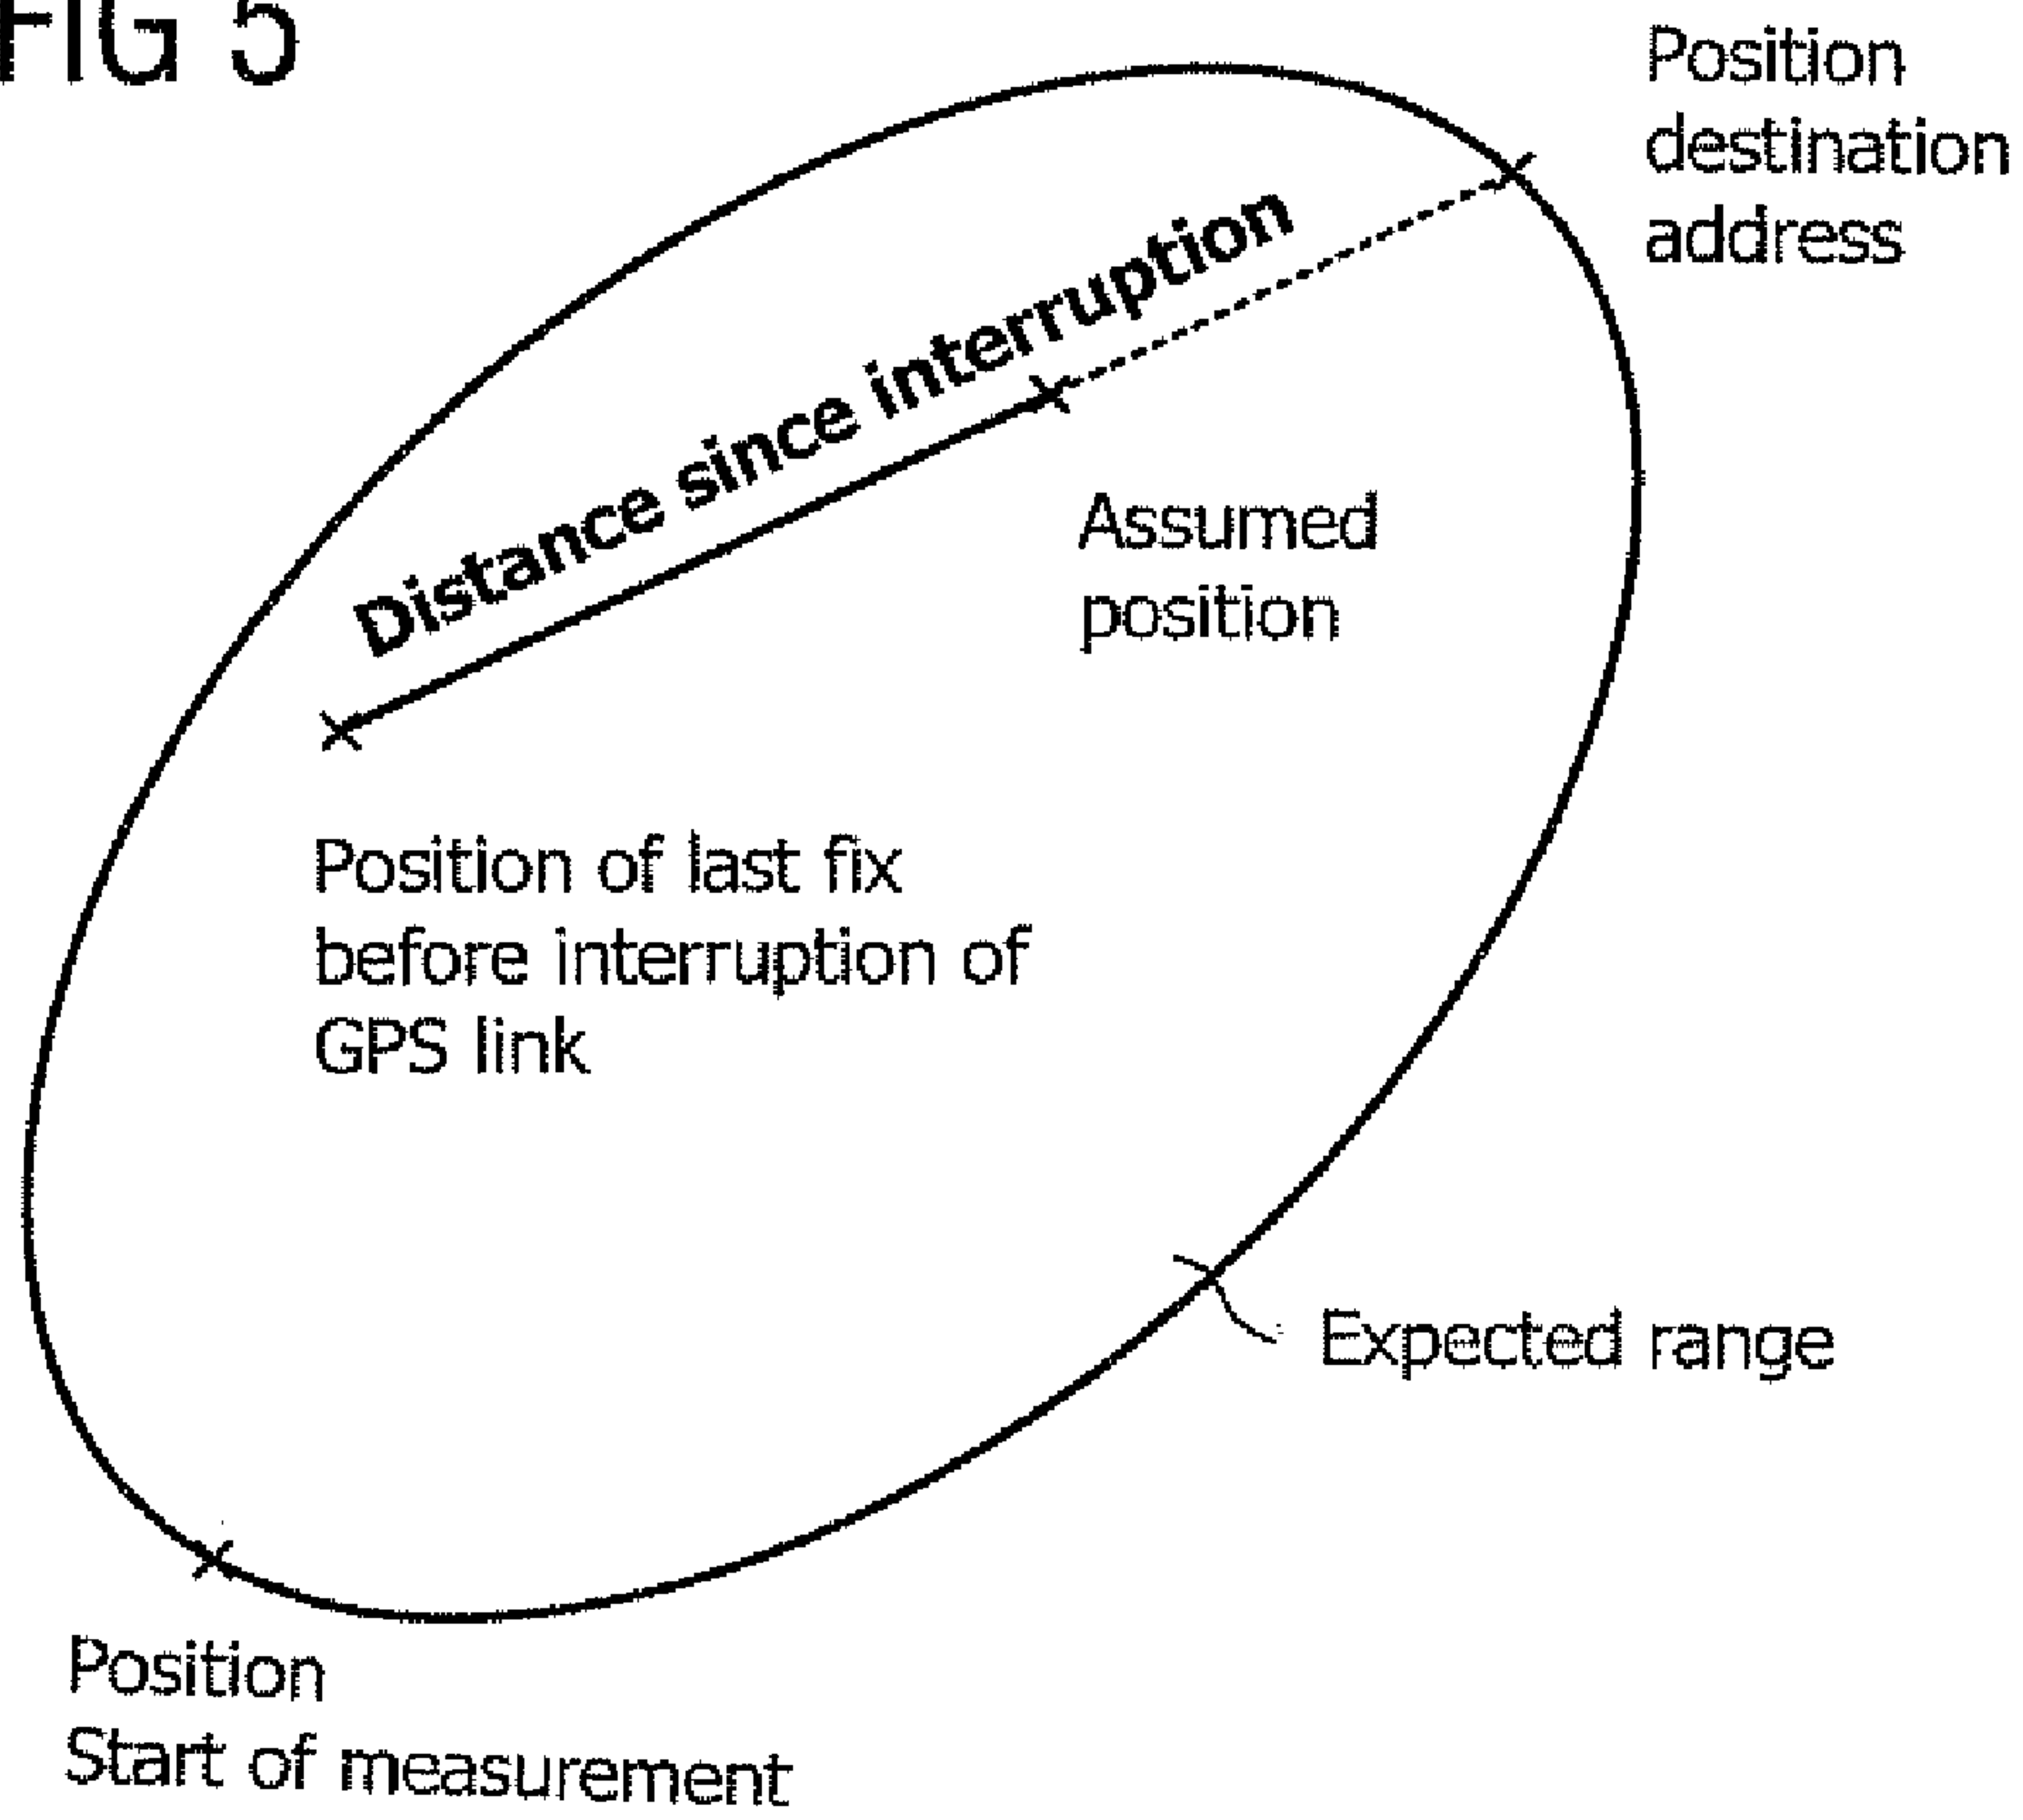 FIG 5
Position
destination
address
Distance since interruption
Assumed
position
Position of last fix
before interruption of
GPS link
Expected range
Position
Start of measurement